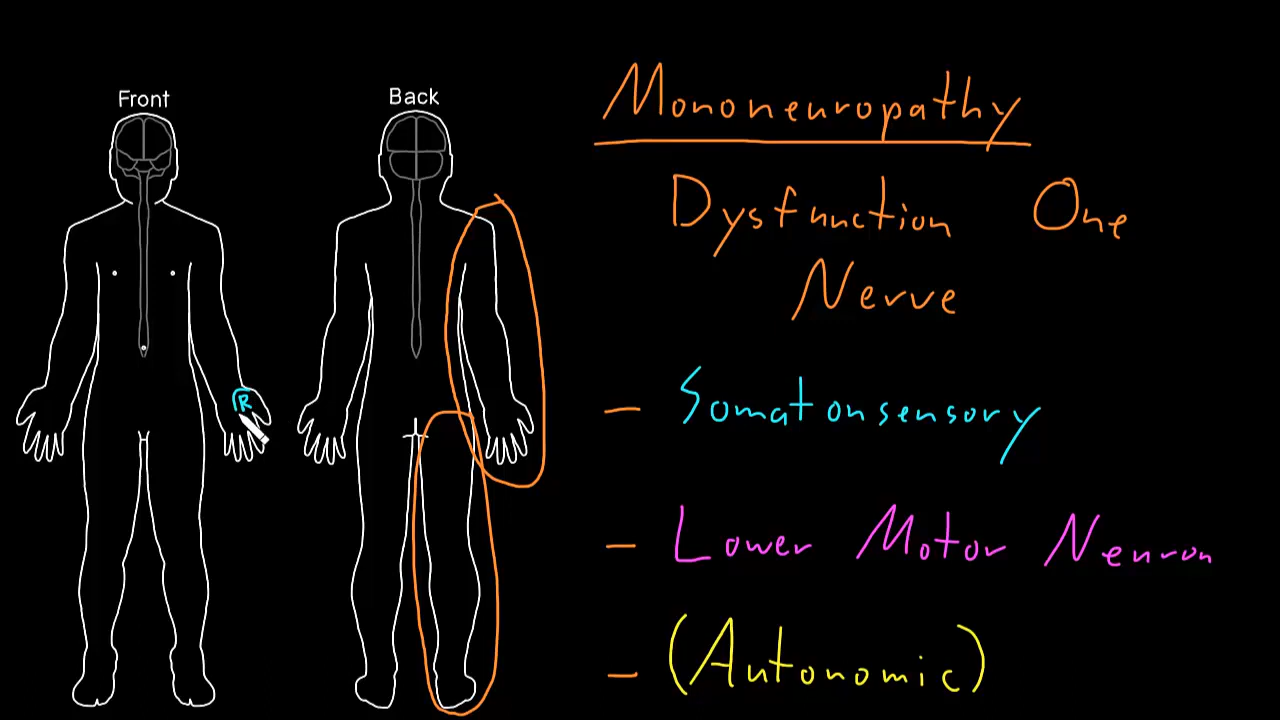 Front
Back
Mononeuropathy
Dysfunction One
Nerve
R
- Somatonsensory
- Lower Motor Neuron
- (Autonomic)